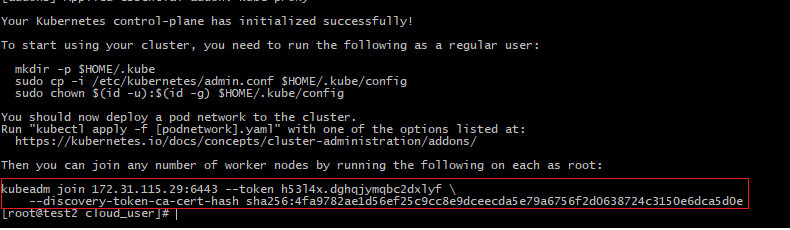 Your Kubernetes control-plane has initialized successfully!
To start using your cluster, you need to run the following as a regular user:
mkdir -p $HOME/.kube
sudo cp -i /etc/kubernetes/admin.conf $HOME/.kube/config
sudo chown $(id -u):$(id -g) $HOME/.kube/config
You should now deploy a pod network to the cluster.
Run "kubectl apply -f [podnetwork].yaml" with one of the options listed at:
https://kubernetes.io/docs/concepts/cluster-administration/addons/
Then you can join any number of worker nodes by running the following on each as root:
kubeadm join 172.31.115.29:6443 --token h53l4x.dghqjymqbc2dxlyf \
--discovery-token-ca-cert-hash sha256:4fa9782ae1d56ef25c9cc8e9dceecda5e79a6756f2d0638724c3150e6dca5d0e
[root@test2 cloud_user]#